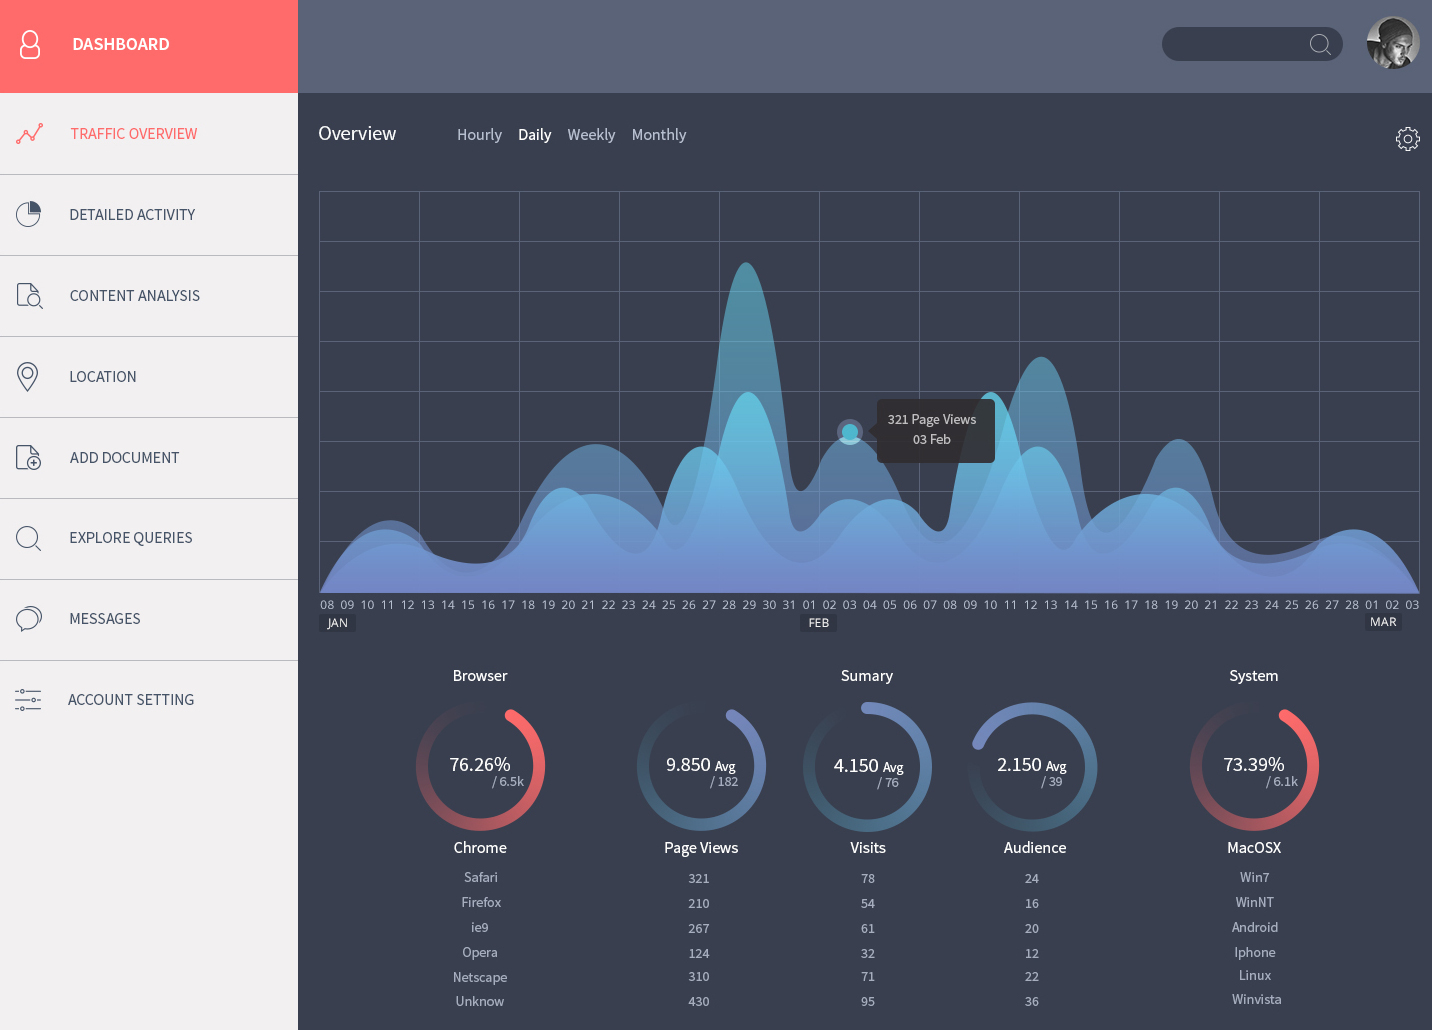 DASHBOARD
TRAFFIC OVERVIEW
DETAILED ACTIVITY
CONTENT ANALYSIS
LOCATION
ADD DOCUMENT
EXPLORE QUERIES
MESSAGES
ACCOUNT SETTING
Overview Hourly Daily Weekly Monthly
321 Page Views
03 Feb
08 09 10 11 12 13 14 15 16 17 18 19 20 21 22 23 24 25 26 27 28 29 30 31 01 02 03 04 05 06 07 08 09 10 11 12 13 14 15 16 17 18 19 20 21 22 23 24 25 26 27 28 01 02 03
JAN FEB MAR
Browser Sumary System
76.26% 9.850 Avg 4.150 Avg 2.150 Avg 73.39%
/ 6.5k / 182 / 76 / 39 / 6.1k
Chrome Page Views Visits Audience MacOSX
Safari 321 78 24 Win7
Firefox 210 54 16 WinNT
ie9 267 61 20 Android
Opera 124 32 12 Iphone
Netscape 310 71 22 Linux
Unknow 430 95 36 Winvista